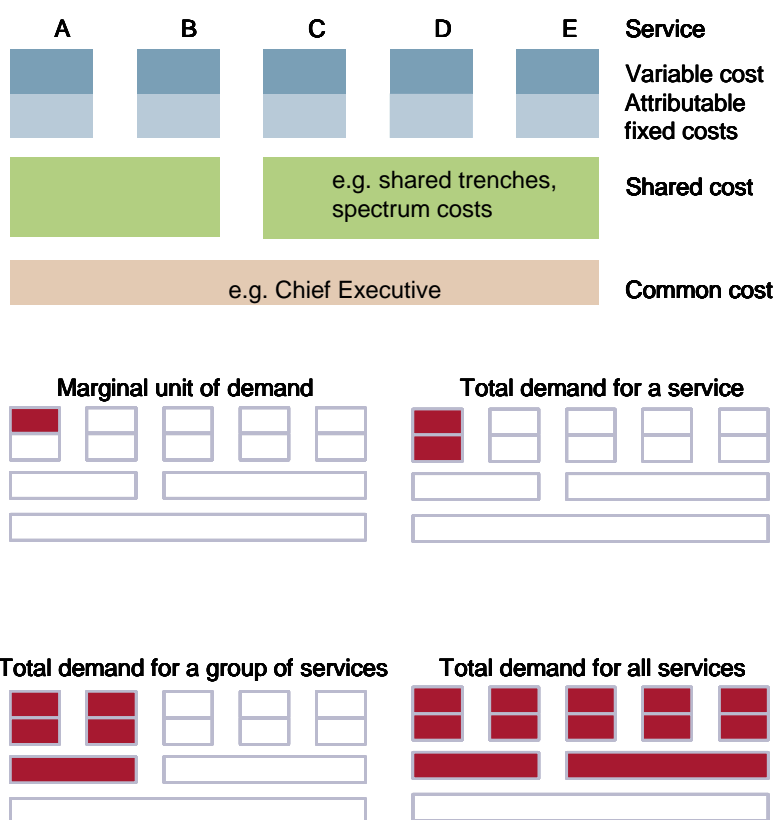 A B C D E Service
Variable cost
Attributable
fixed costs
e.g. shared trenches,
spectrum costs
Shared cost
e.g. Chief Executive
Common cost
Marginal unit of demand
Total demand for a service
Total demand for a group of services
Total demand for all services